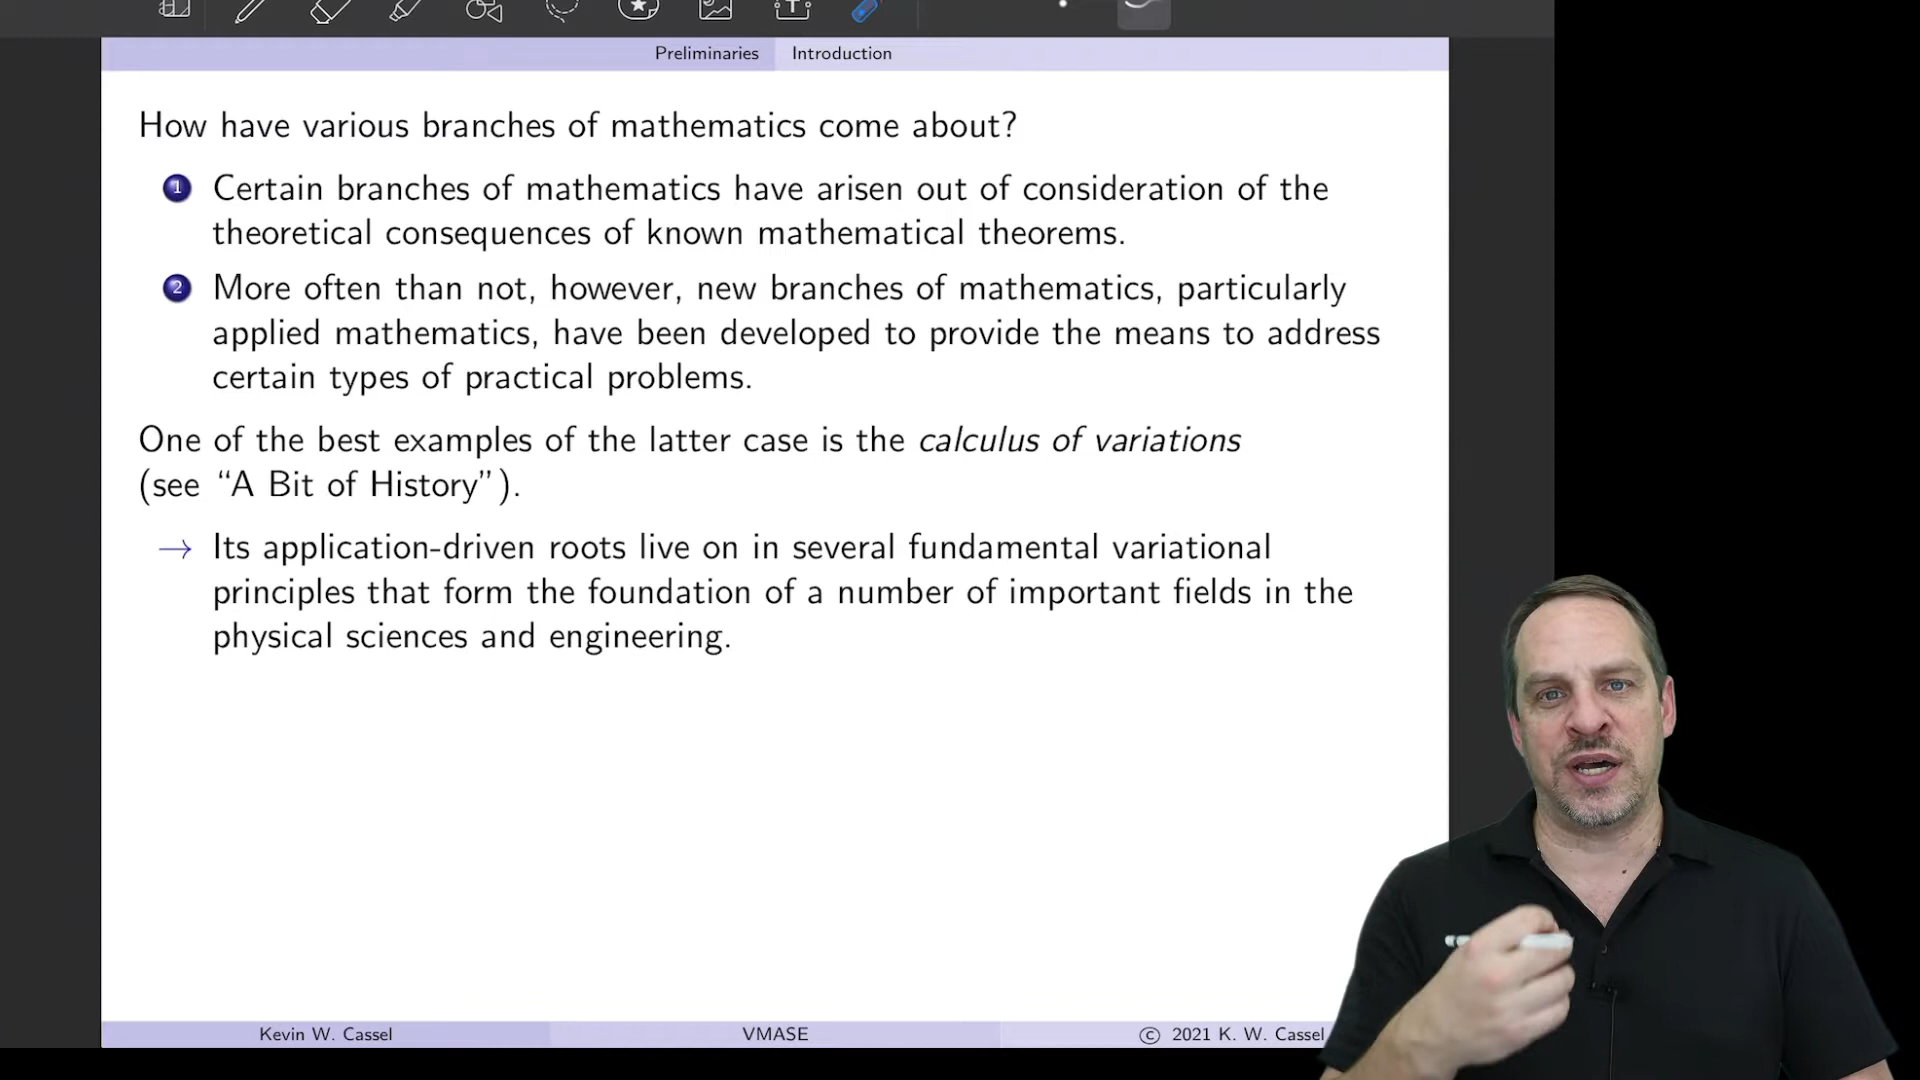 Preliminaries Introduction
How have various branches of mathematics come about?
1 Certain branches of mathematics have arisen out of consideration of the
theoretical consequences of known mathematical theorems.
2 More often than not, however, new branches of mathematics, particularly
applied mathematics, have been developed to provide the means to address
certain types of practical problems.
One of the best examples of the latter case is the calculus of variations
(see “A Bit of History”).
→ Its application-driven roots live on in several fundamental variational
principles that form the foundation of a number of important fields in the
physical sciences and engineering.
Kevin W. Cassel VMASE © 2021 K. W. Cassel